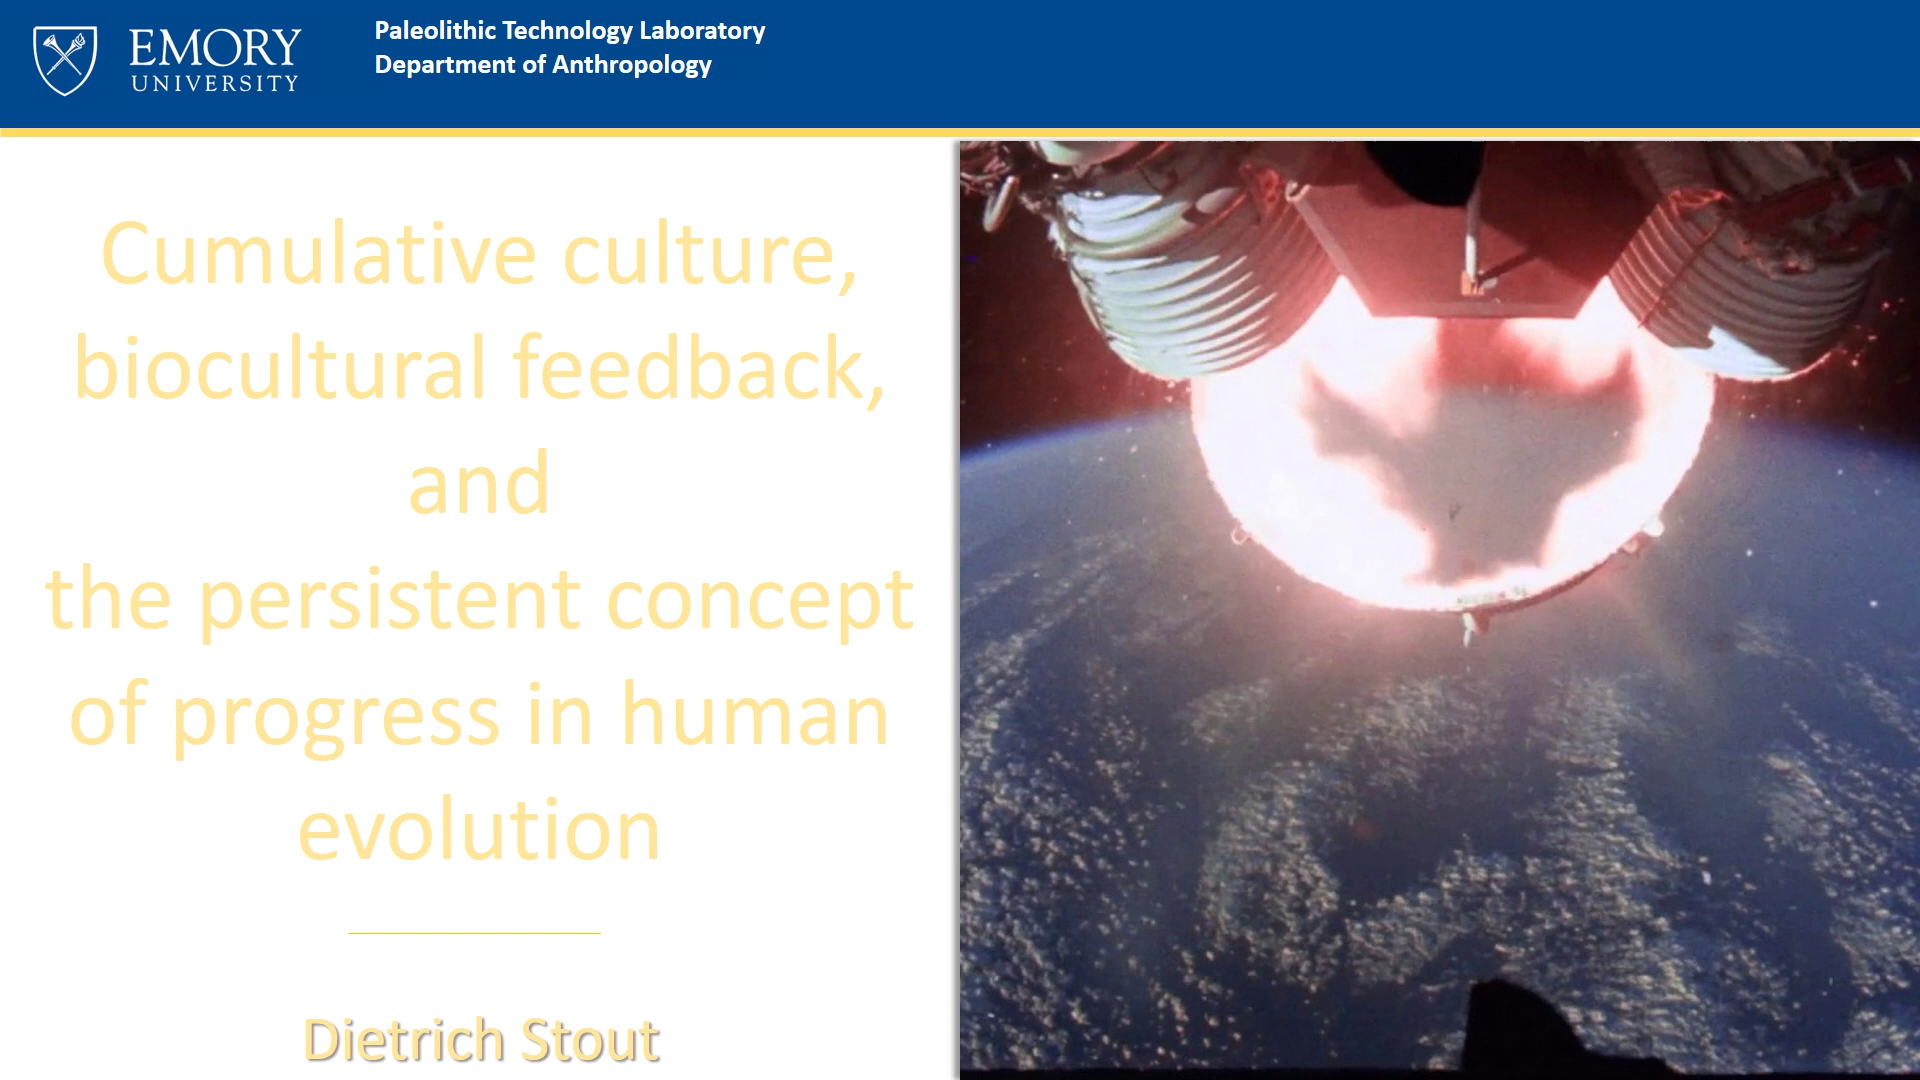 EMORY
UNIVERSITY
Paleolithic Technology Laboratory
Department of Anthropology
Cumulative culture,
biocultural feedback,
and
the persistent concept
of progress in human
evolution
Dietrich Stout